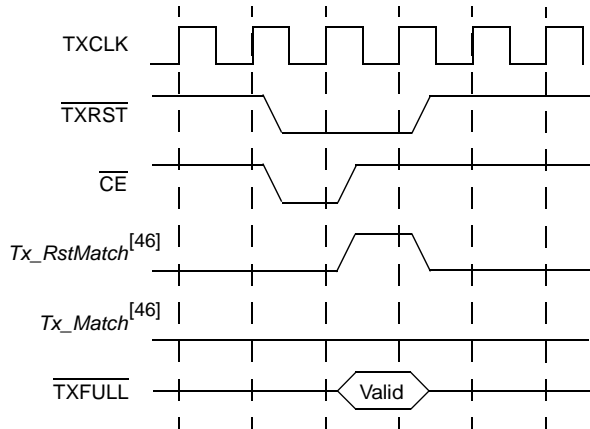 TXCLK
TXRST
CE
Tx_RstMatch[46]
Tx_Match[46]
TXFULL Valid